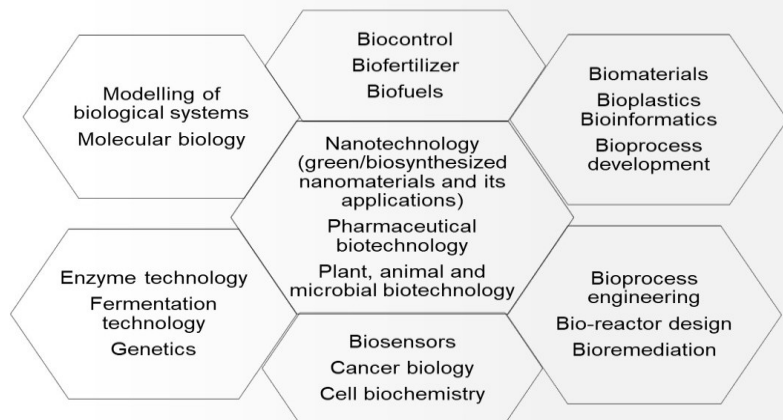 Biocontrol
Biofertilizer
Biofuels
Modelling of
biological systems
Molecular biology
Biomaterials
Bioplastics
Bioinformatics
Bioprocess
development
Nanotechnology
(green/biosynthesized
nanomaterials and its
applications)
Pharmaceutical
biotechnology
Plant, animal and
microbial biotechnology
Enzyme technology
Fermentation
technology
Genetics
Bioprocess
engineering
Bio-reactor design
Bioremediation
Biosensors
Cancer biology
Cell biochemistry